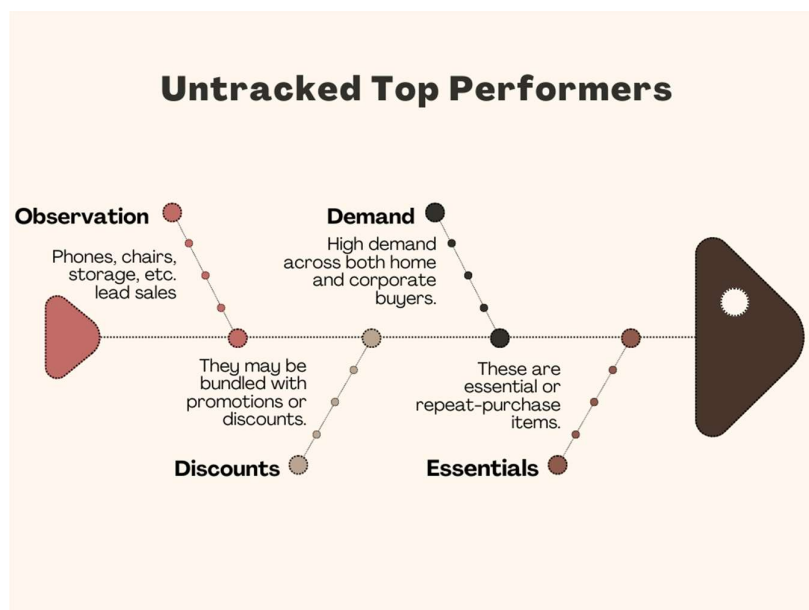 Untracked Top Performers
Observation
Phones, chairs,
storage, etc.
lead sales
Demand
High demand
across both home
and corporate
buyers.
They may be
bundled with
promotions or
discounts.
Discounts
These are
essential or
repeat-purchase
items.
Essentials